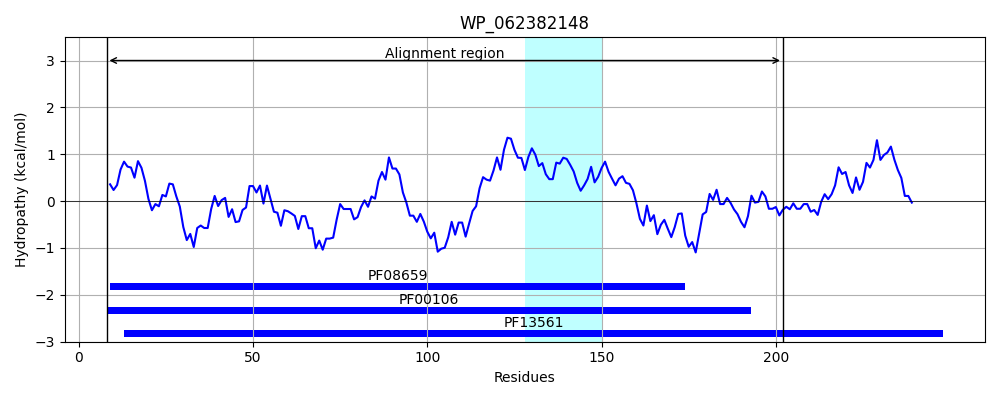 WP_062382148
Alignment region
Hydropathy (kcal/mol)
3
2
1
0
−1
−2
−3
PF08659
PF00106
PF13561
0 50 100 150 200
Residues